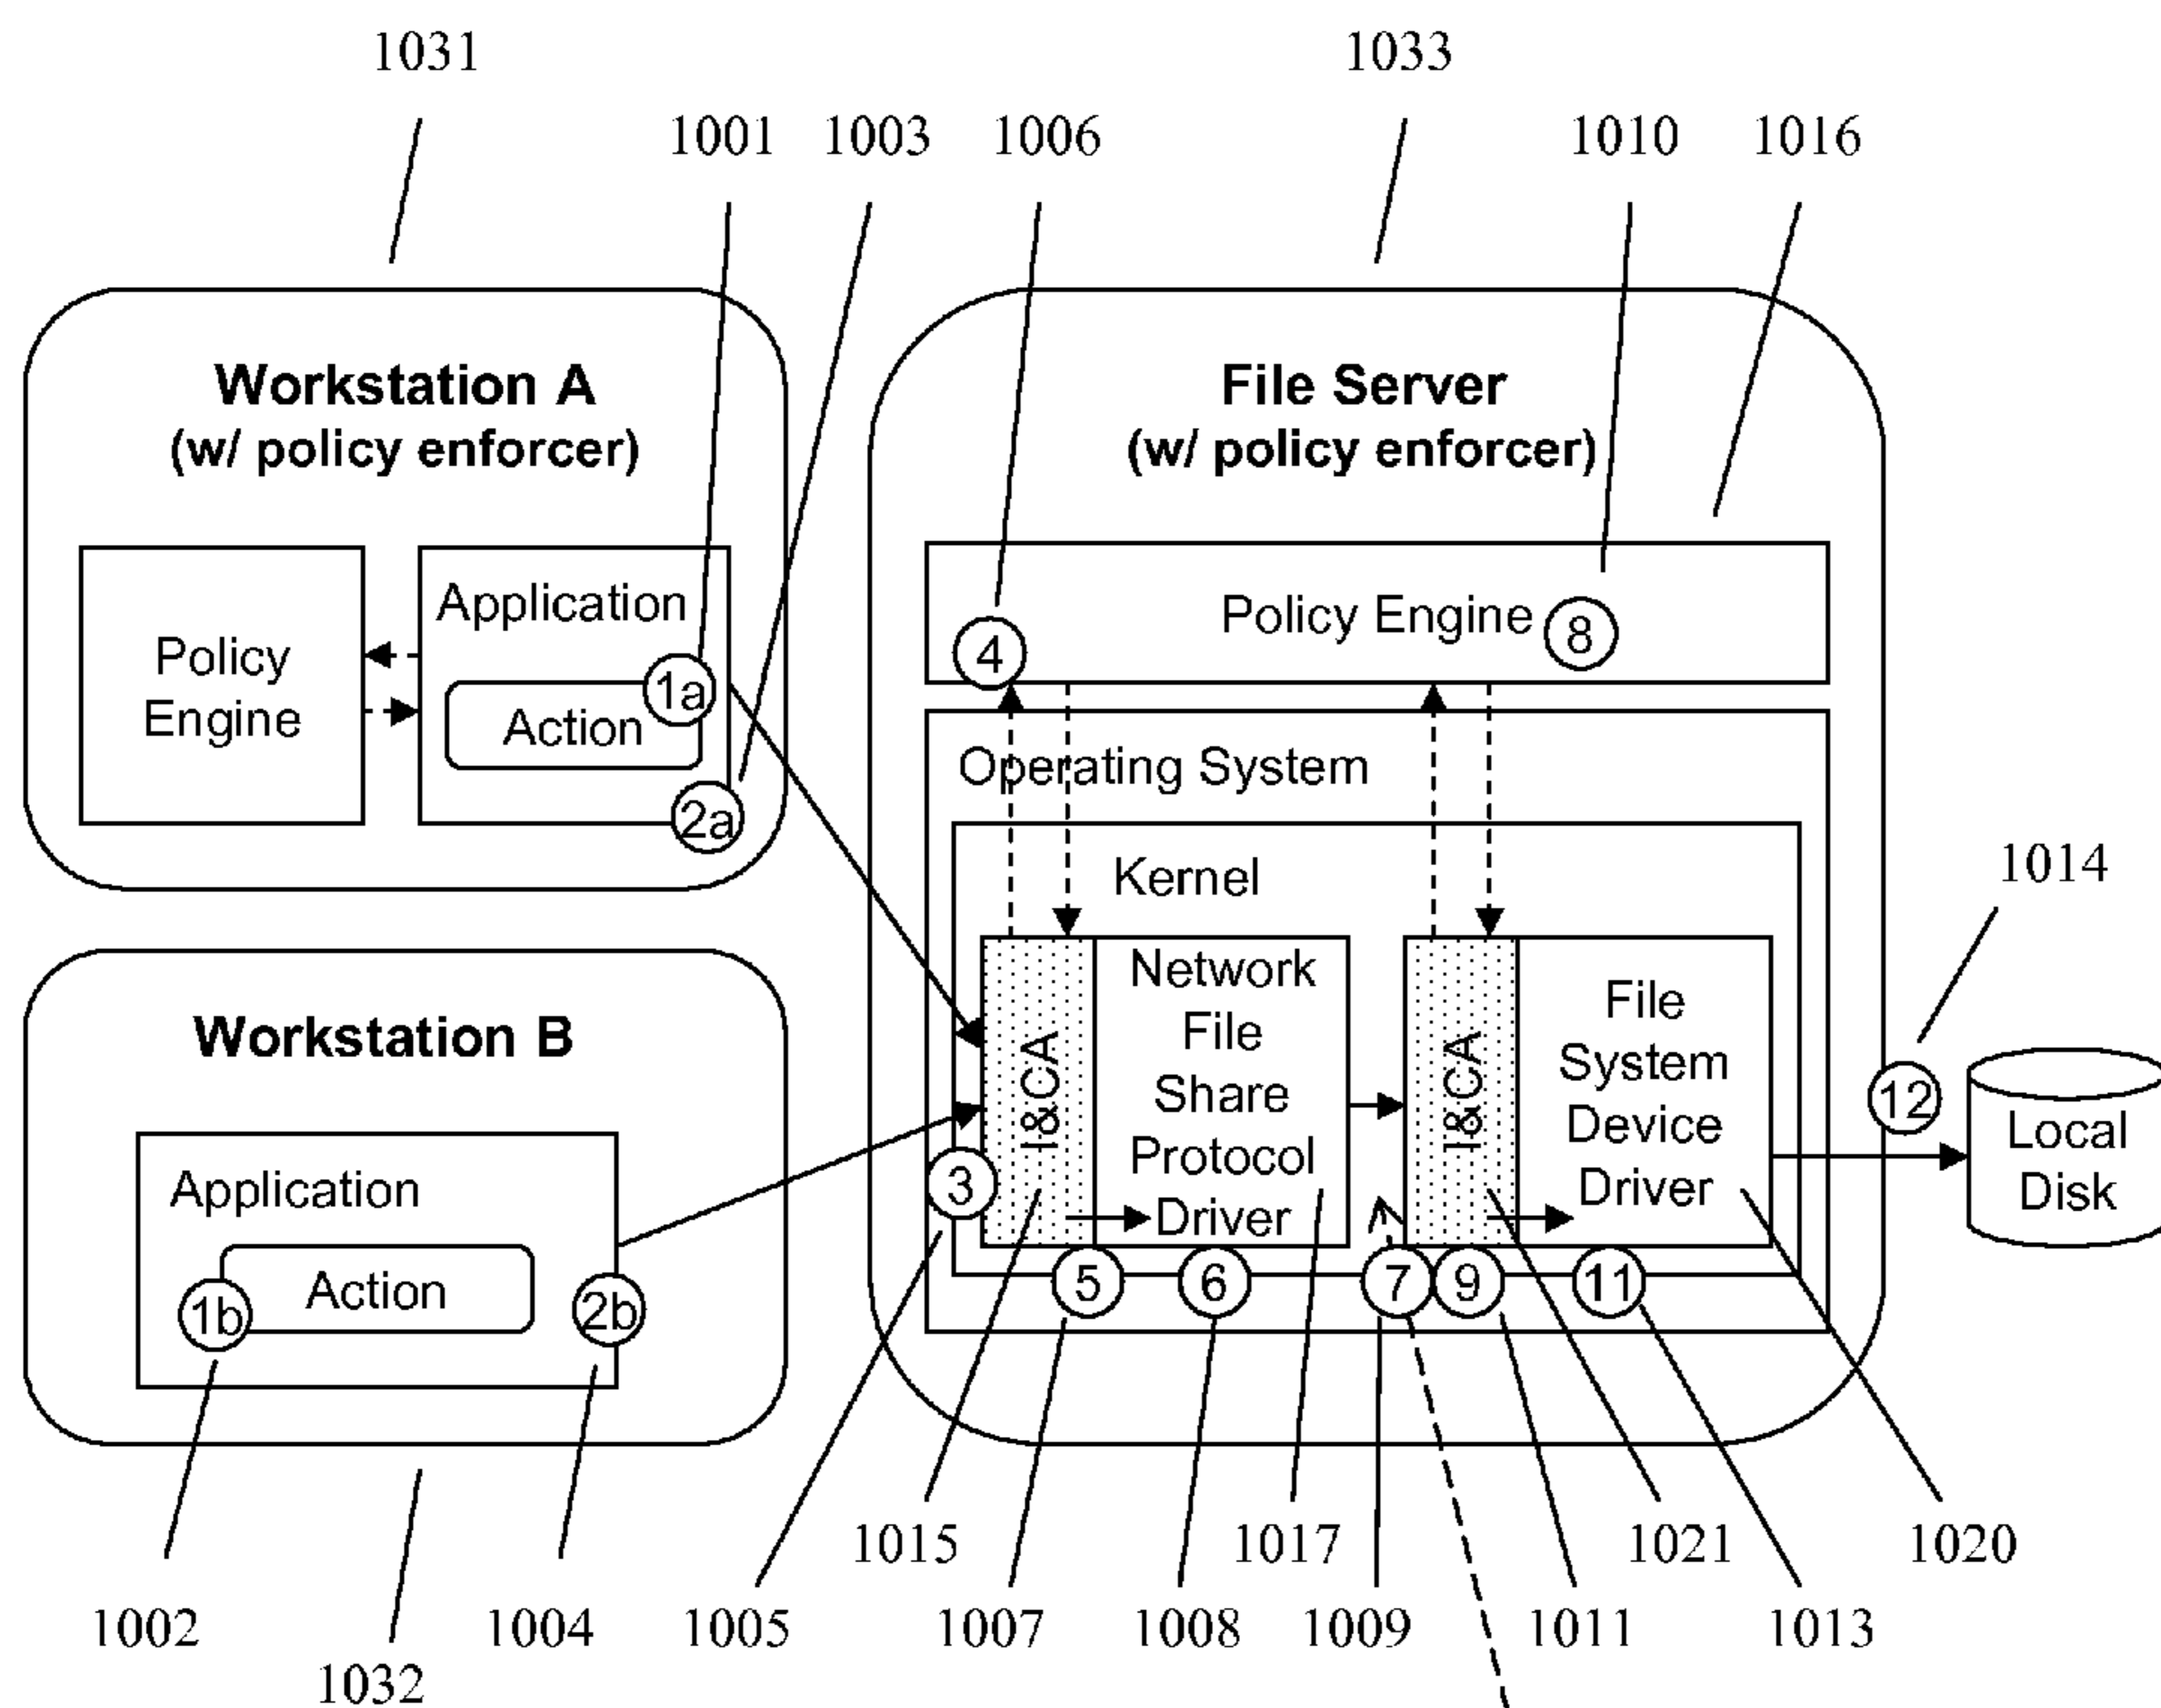 1031
1033
1001
1003
1006
1010
1016
Workstation A
(w/ policy enforcer)
File Server
(w/ policy enforcer)
Policy
Engine
Application
1a
Action
2a
4
Policy Engine
8
Operating System
Kernel
1014
I&CA
Network
File
Share
Protocol
Driver
I&CA
File
System
Device
Driver
12
Local
Disk
Workstation B
Application
Action
1b
2b
3
5
6
7
9
11
1015
1017
1021
1020
1002
1004
1005
1007
1008
1009
1011
1013
1032